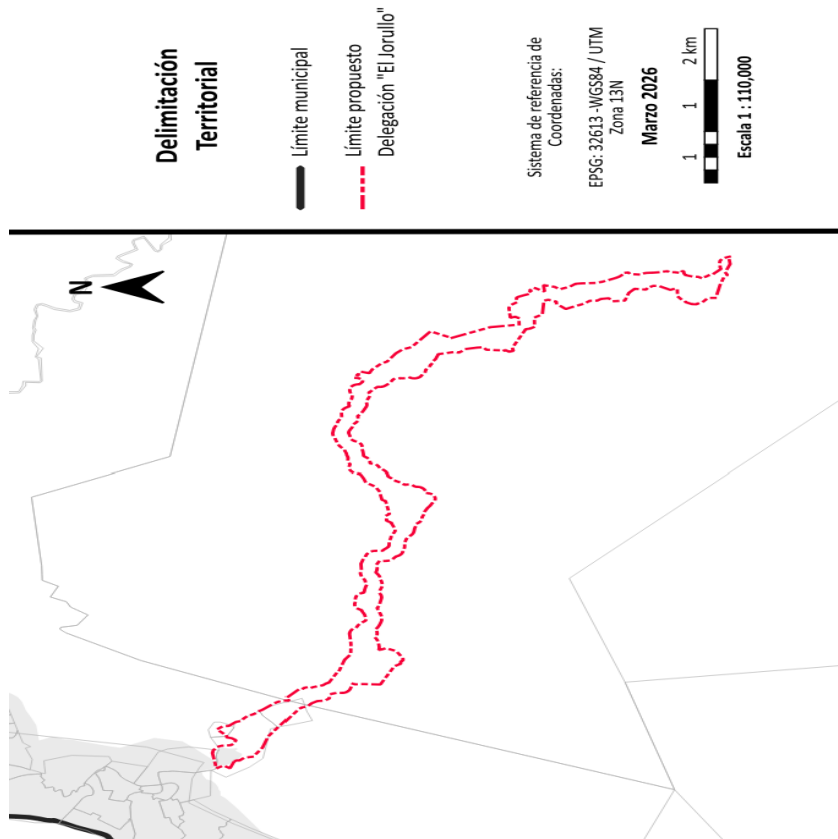 Delimitación
Territorial
Límite municipal
Límite propuesto
Delegación "El Jorullo"
Sistema de referencia de
Coordenadas:
EPSG: 32613 -WGS84 / UTM
Zona 13N
Marzo 2026
1 1 2 km
Escala 1 : 110,000
N